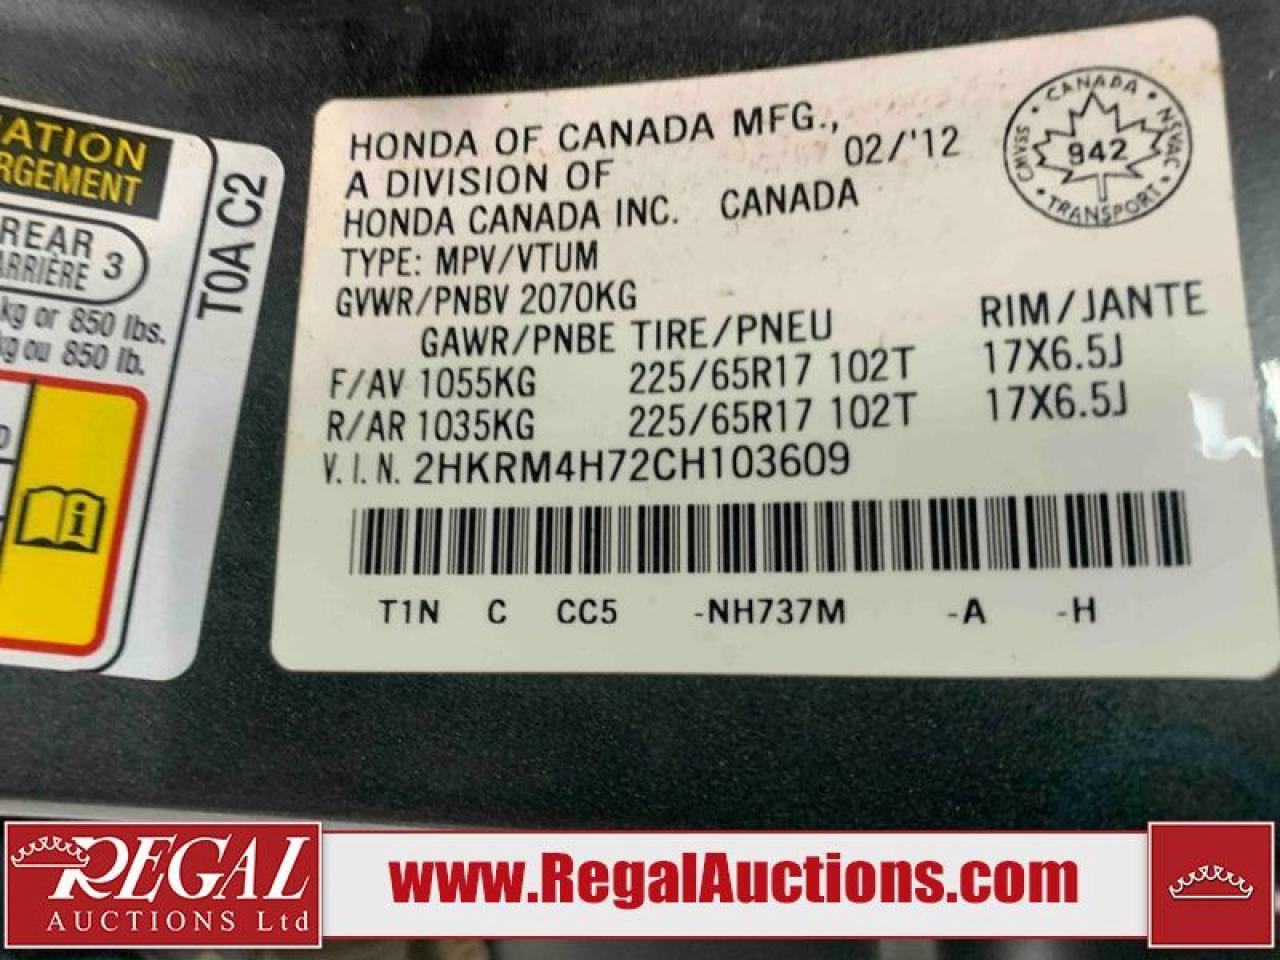 ATION
RGEMENT
REAR 3
ARRIÈRE
kg or 850 lbs.
kg ou 850 lb.
T0A C2
HONDA OF CANADA MFG., 02/'12
A DIVISION OF
HONDA CANADA INC. CANADA
TYPE: MPV/VTUM
GVWR/PNBV 2070KG
GAWR/PNBE TIRE/PNEU RIM/JANTE
F/AV 1055KG 225/65R17 102T 17X6.5J
R/AR 1035KG 225/65R17 102T 17X6.5J
V.I.N. 2HKRM4H72CH103609
T1N C CC5 -NH737M -A -H
CANADA
NSVAC
TRANSPORT
CMVSS
942
REGAL
AUCTIONS Ltd
www.RegalAuctions.com